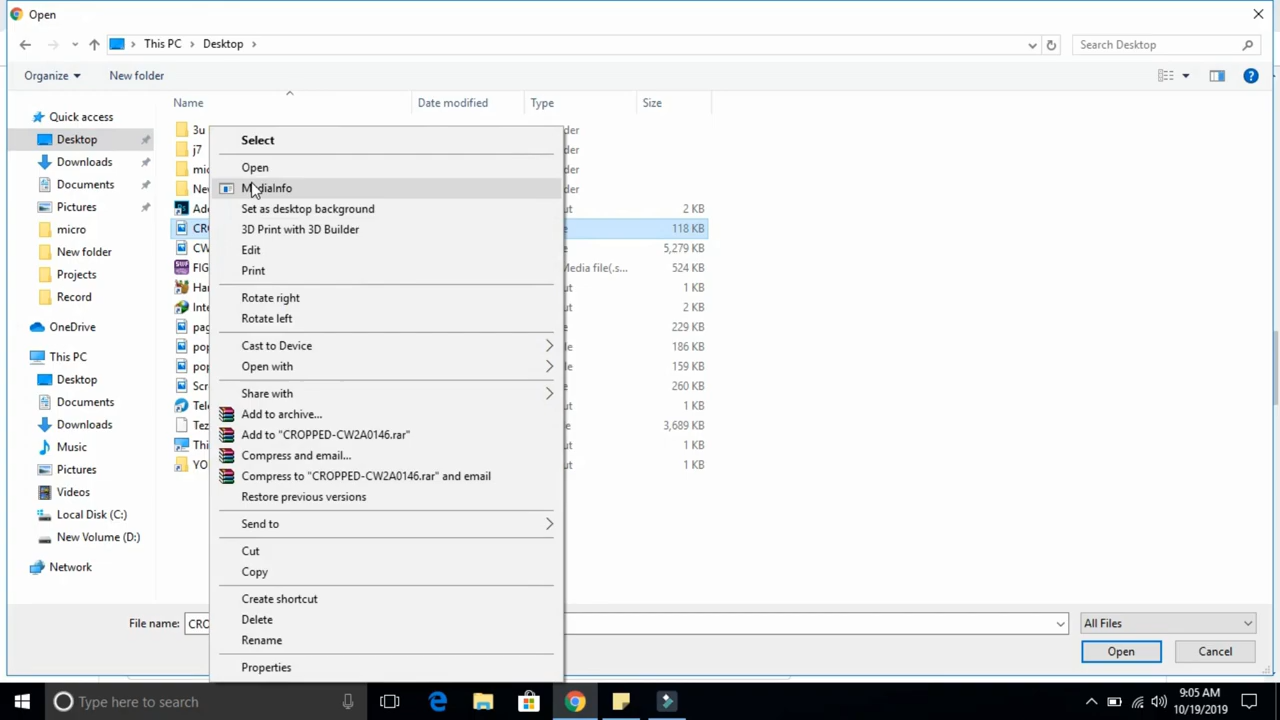 Open
This PC
Desktop
Search Desktop
Organize
New folder
Name
Date modified
Type
Size
Quick access
Desktop
Downloads
Documents
Pictures
micro
New folder
Projects
Record
OneDrive
This PC
Desktop
Documents
Downloads
Music
Pictures
Videos
Local Disk (C:)
New Volume (D:)
Network
3u
j7
2 KB
118 KB
5,279 KB
Media file(.s... 524 KB
1 KB
2 KB
229 KB
186 KB
159 KB
260 KB
1 KB
3,689 KB
1 KB
1 KB
Select
Open
MediaInfo
Set as desktop background
3D Print with 3D Builder
Edit
Print
Rotate right
Rotate left
Cast to Device
Open with
Share with
Add to archive...
Add to "CROPPED-CW2A0146.rar"
Compress and email...
Compress to "CROPPED-CW2A0146.rar" and email
Restore previous versions
Send to
Cut
Copy
Create shortcut
Delete
Rename
Properties
File name: CRO
All Files
Open
Cancel
Type here to search
9:05 AM
10/19/2019